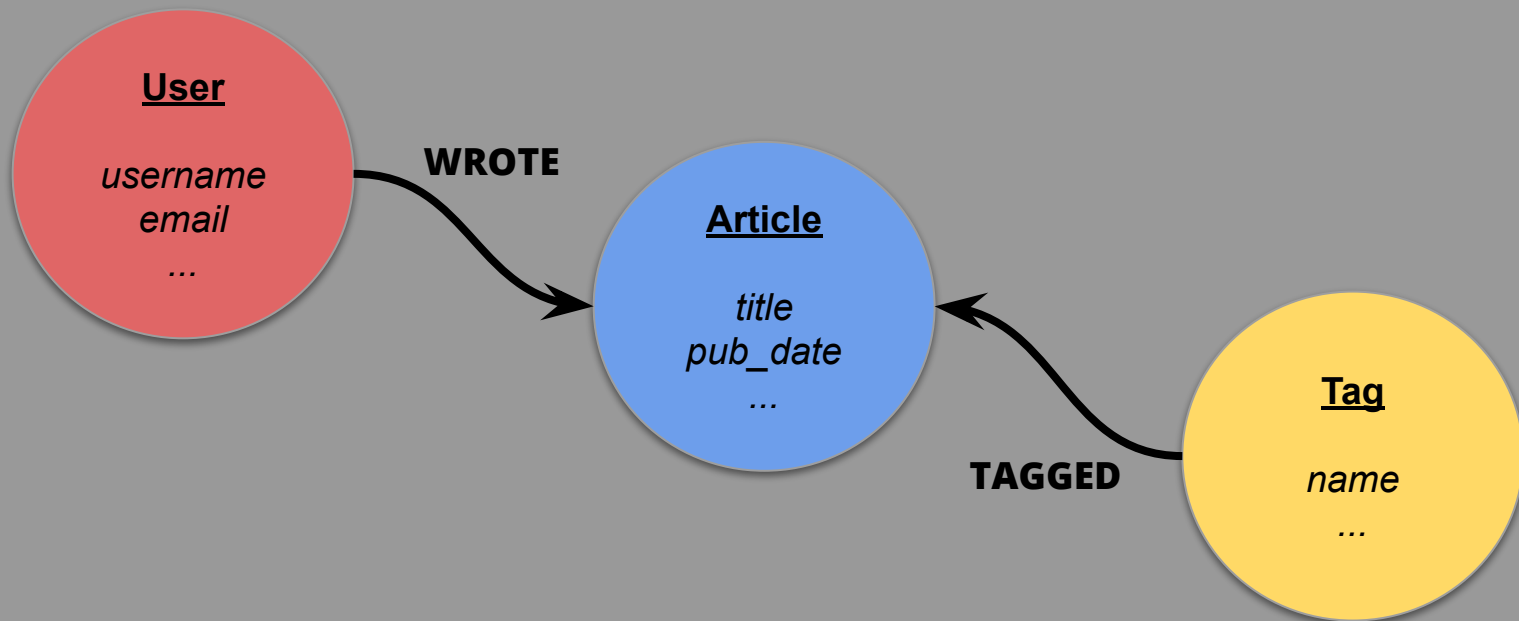 User
username
email
...
WROTE
Article
title
pub_date
...
TAGGED
Tag
name
...